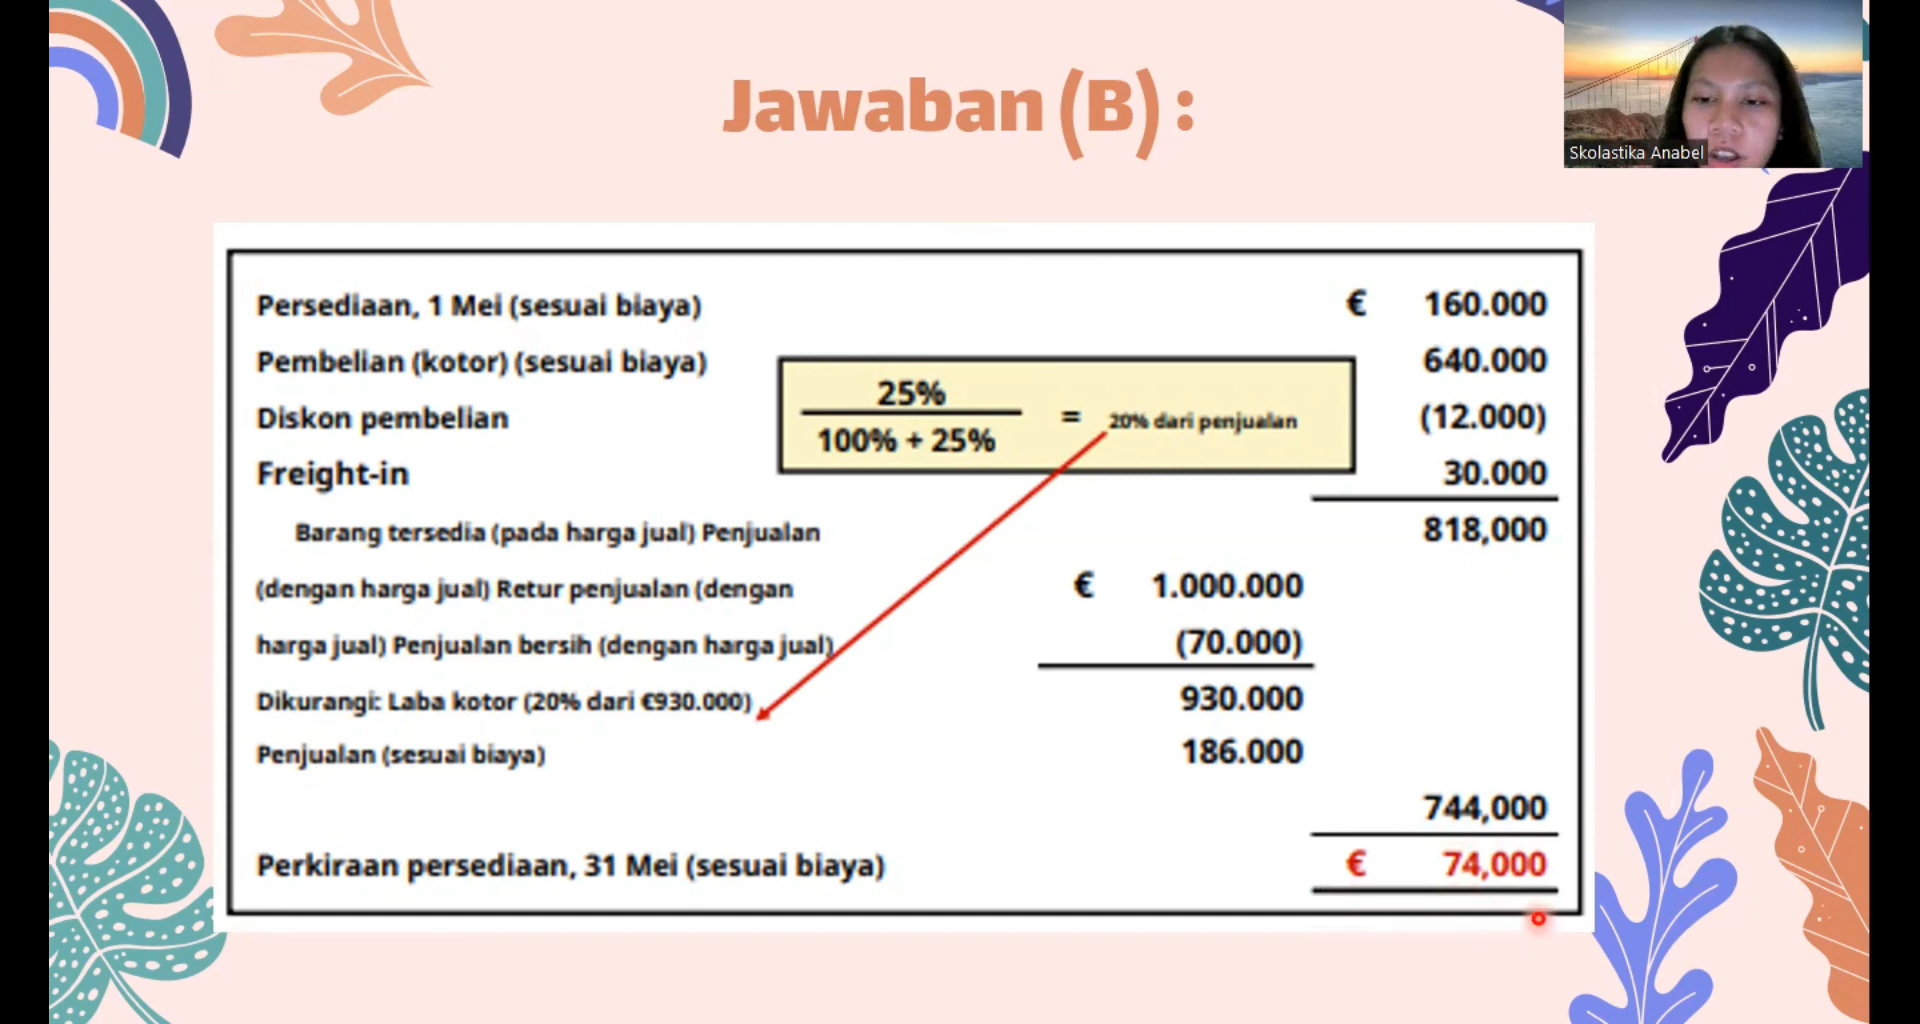 Jawaban (B) :
Skolastika Anabel
Persediaan, 1 Mei (sesuai biaya) € 160.000
Pembelian (kotor) (sesuai biaya) 640.000
Diskon pembelian (12.000)
Freight-in 30.000
25%
100% + 25%
= 20% dari penjualan
Barang tersedia (pada harga jual) Penjualan 818,000
(dengan harga jual) Retur penjualan (dengan € 1.000.000
harga jual) Penjualan bersih (dengan harga jual) (70.000)
Dikurangi: Laba kotor (20% dari €930.000) 930.000
Penjualan (sesuai biaya) 186.000
744,000
Perkiraan persediaan, 31 Mei (sesuai biaya) € 74,000